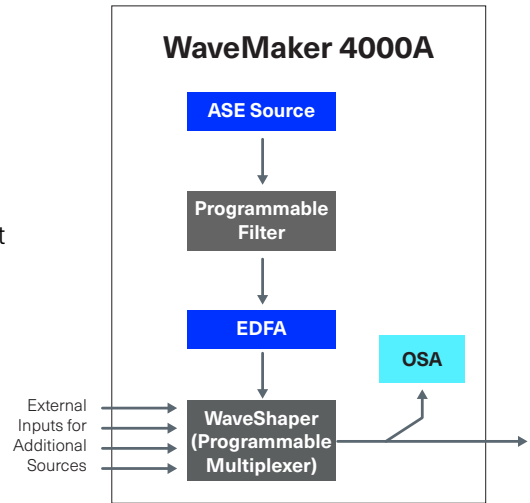 WaveMaker 4000A
ASE Source
Programmable
Filter
t
EDFA
OSA
External
Inputs for
Additional
Sources
WaveShaper
(Programmable
Multiplexer)